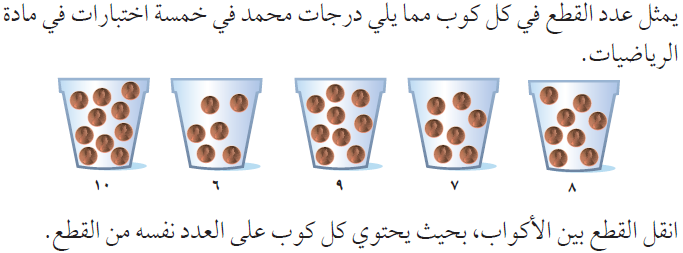 يمثل عدد القطع في كل كوب مما يلي درجات محمد في خمسة اختبارات في مادة
الرياضيات.
٨ ٧ ٩ ٦ ١٠
انقل القطع بين الأكواب، بحيث يحتوي كل كوب على العدد نفسه من القطع.